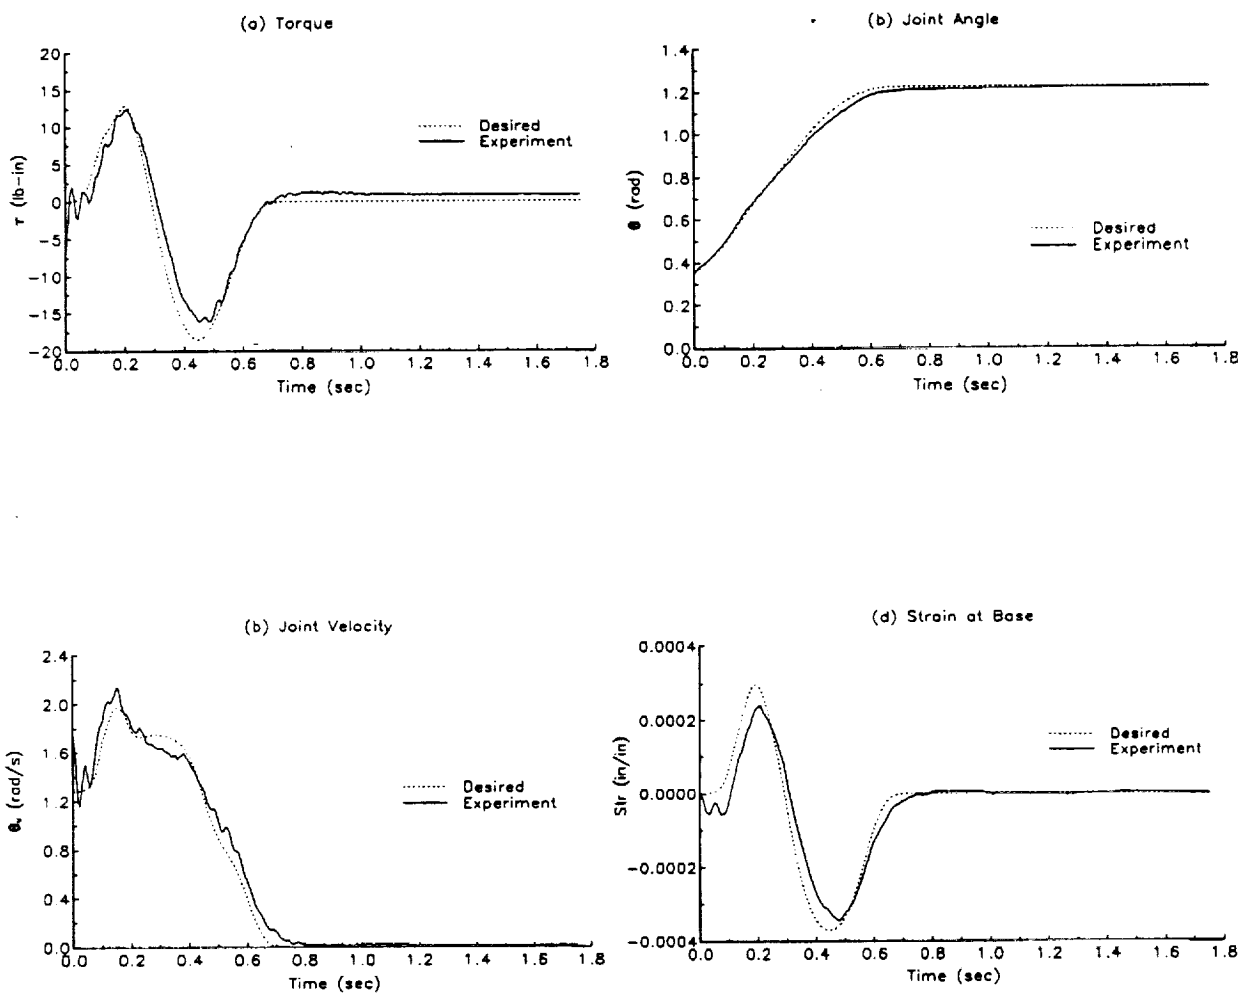 (a) Torque
20
15
10
5
0
−5
−10
−15
−20
τ (lb−in)
Desired
Experiment
0.0 0.2 0.4 0.6 0.8 1.0 1.2 1.4 1.6 1.8
Time (sec)
(b) Joint Angle
1.4
1.2
1.0
0.8
0.6
0.4
0.2
0.0
θ (rad)
Desired
Experiment
0.0 0.2 0.4 0.6 0.8 1.0 1.2 1.4 1.6 1.8
Time (sec)
(b) Joint Velocity
2.4
2.0
1.6
1.2
0.8
0.4
0.0
(rad/s)
Desired
Experiment
0.0 0.2 0.4 0.6 0.8 1.0 1.2 1.4 1.6 1.8
Time (sec)
(d) Strain at Base
0.0004
0.0002
0.0000
−0.0002
−0.0004
Str (in/in)
Desired
Experiment
0.0 0.2 0.4 0.6 0.8 1.0 1.2 1.4 1.6 1.8
Time (sec)